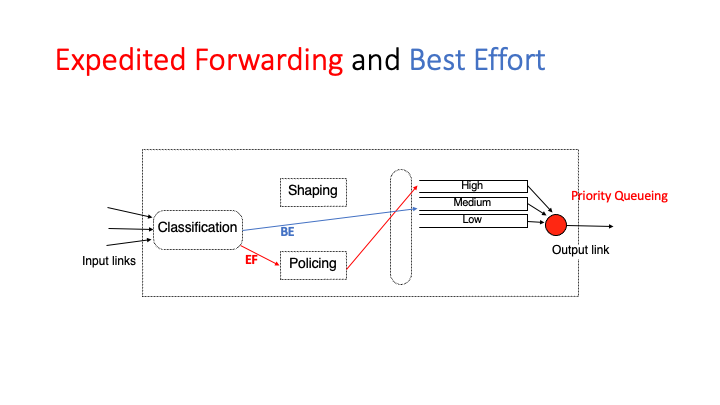 Expedited Forwarding and Best Effort
Shaping
High
Medium
Low
Priority Queueing
Classification
BE
EF
Policing
Input links
Output link